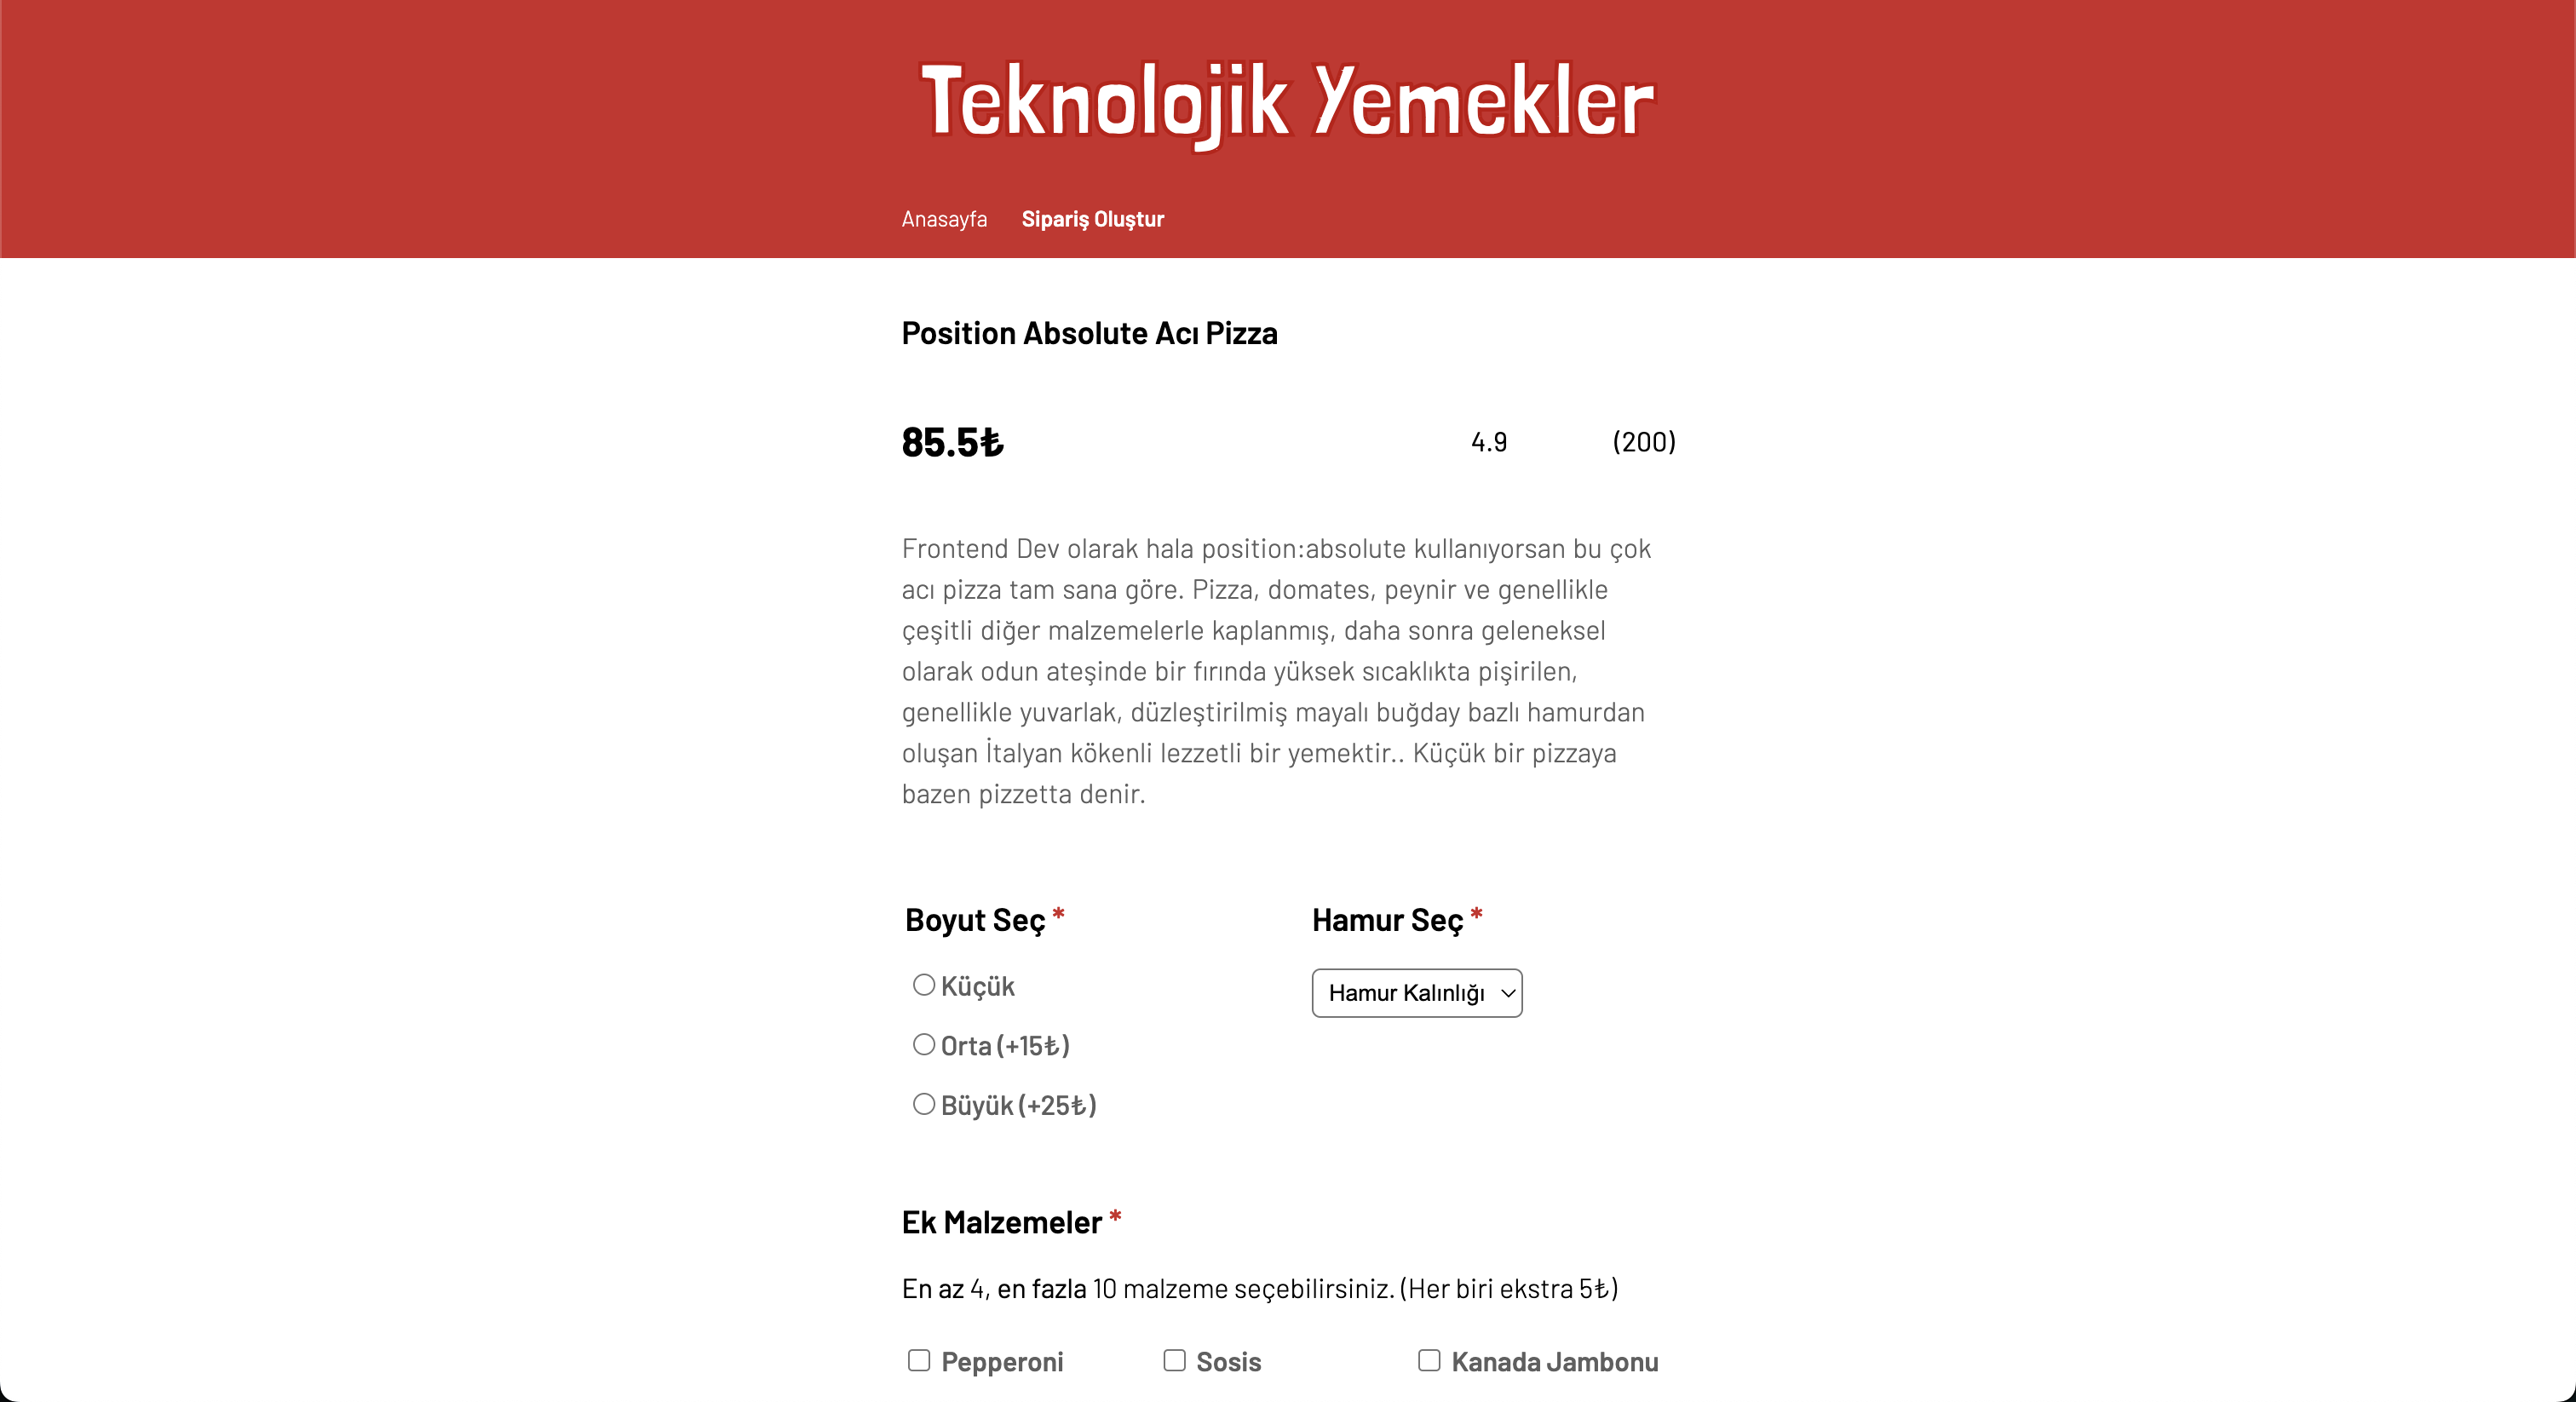 Teknolojik Yemekler
Anasayfa Sipariş Oluştur
Position Absolute Acı Pizza
85.5₺ 4.9 (200)
Frontend Dev olarak hala position:absolute kullanıyorsan bu çok
acı pizza tam sana göre. Pizza, domates, peynir ve genellikle
çeşitli diğer malzemelerle kaplanmış, daha sonra geleneksel
olarak odun ateşinde bir fırında yüksek sıcaklıkta pişirilen,
genellikle yuvarlak, düzleştirilmiş mayalı buğday bazlı hamurdan
oluşan İtalyan kökenli lezzetli bir yemektir.. Küçük bir pizzaya
bazen pizzetta denir.
Boyut Seç *
Küçük
Orta (+15₺)
Büyük (+25₺)
Hamur Seç *
Hamur Kalınlığı
Ek Malzemeler *
En az 4, en fazla 10 malzeme seçebilirsiniz. (Her biri ekstra 5₺)
Pepperoni Sosis Kanada Jambonu